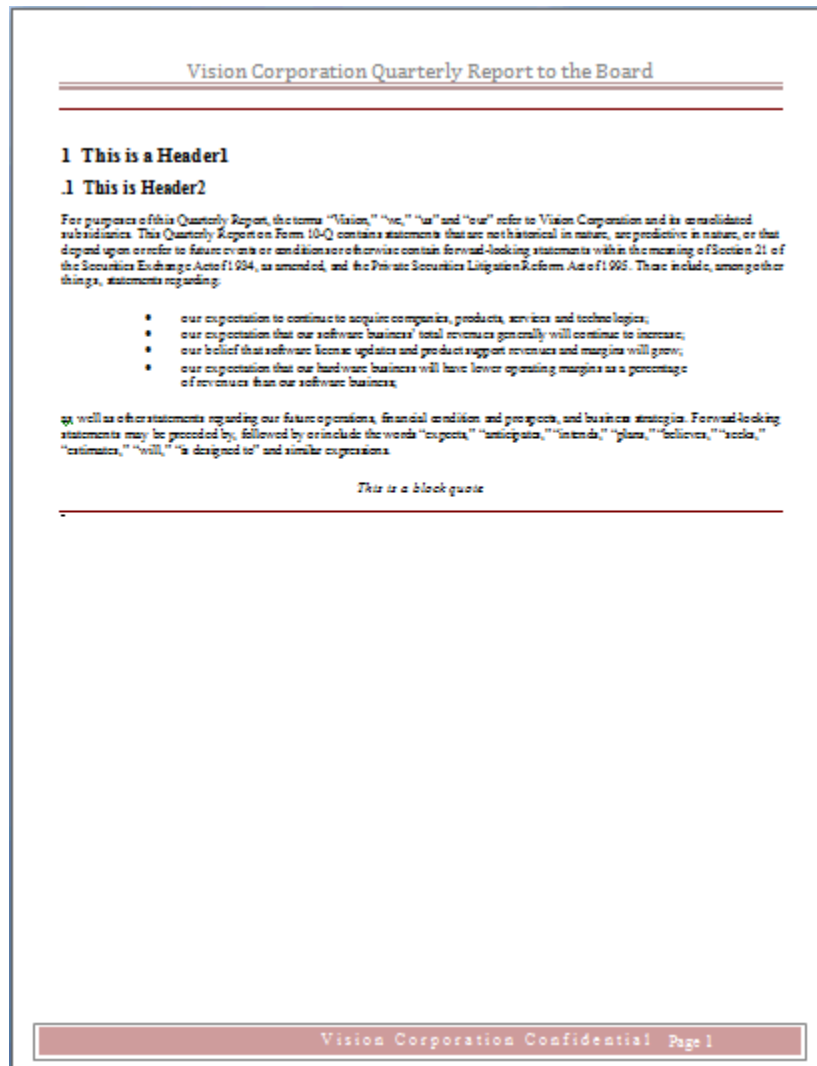 Vision Corporation Quarterly Report to the Board
1 This is a Header1
.1 This is Header2
For purposes of this Quarterly Report, the terms “Vision,” “we,” “us” and “our” refer to Vision Corporation and its consolidated
subsidiaries. This Quarterly Report on Form 10-Q contains statements that are not historical in nature, are predictive in nature, or that
depend upon or refer to future events or conditions or otherwise contain forward-looking statements within the meaning of Section 21 of
the Securities Exchange Act of 1934, as amended, and the Private Securities Litigation Reform Act of 1995. These include, among other
things, statements regarding:
• our expectation to continue to acquire companies, products, services and technologies;
• our expectation that our software business’ total revenues generally will continue to increase;
• our belief that software license updates and product support revenues and margins will grow;
• our expectation that our hardware business will have lower operating margins as a percentage
of revenues than our software business;
as well as other statements regarding our future operations, financial condition and prospects, and business strategies. Forward-looking
statements may be preceded by, followed by or include the words “expects,” “anticipates,” “intends,” “plans,” “believes,” “seeks,”
“estimates,” “will,” “is designed to” and similar expressions.
This is a block quote
Vision Corporation Confidential Page 1